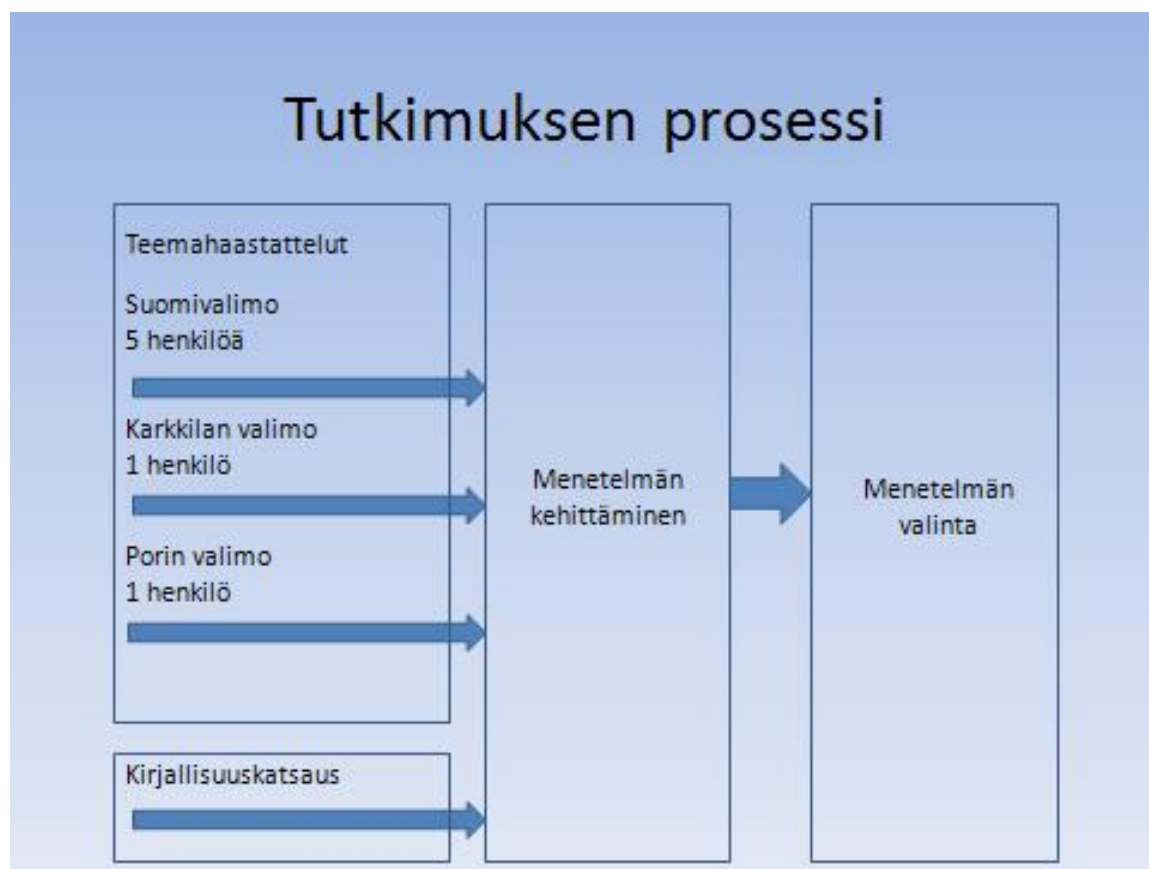 Tutkimuksen prosessi
Teemahaastattelut
Suomivalimo
5 henkilöä
Karkkilan valimo
1 henkilö
Porin valimo
1 henkilö
Kirjallisuuskatsaus
Menetelmän
kehittäminen
Menetelmän
valinta